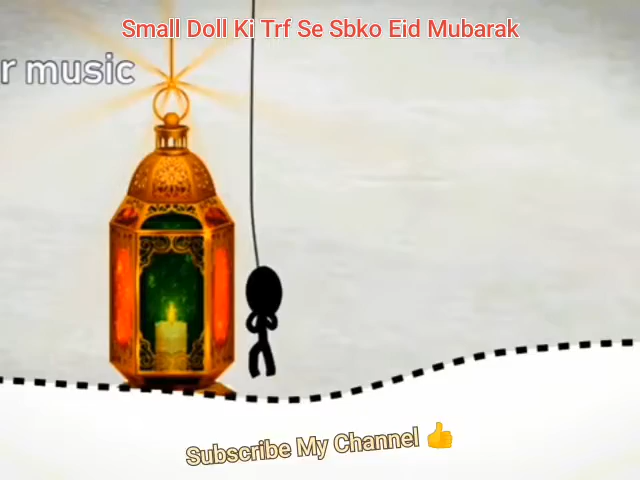 Small Doll Ki Trf Se Sbko Eid Mubarak
r music
Subscribe My Channel 👍